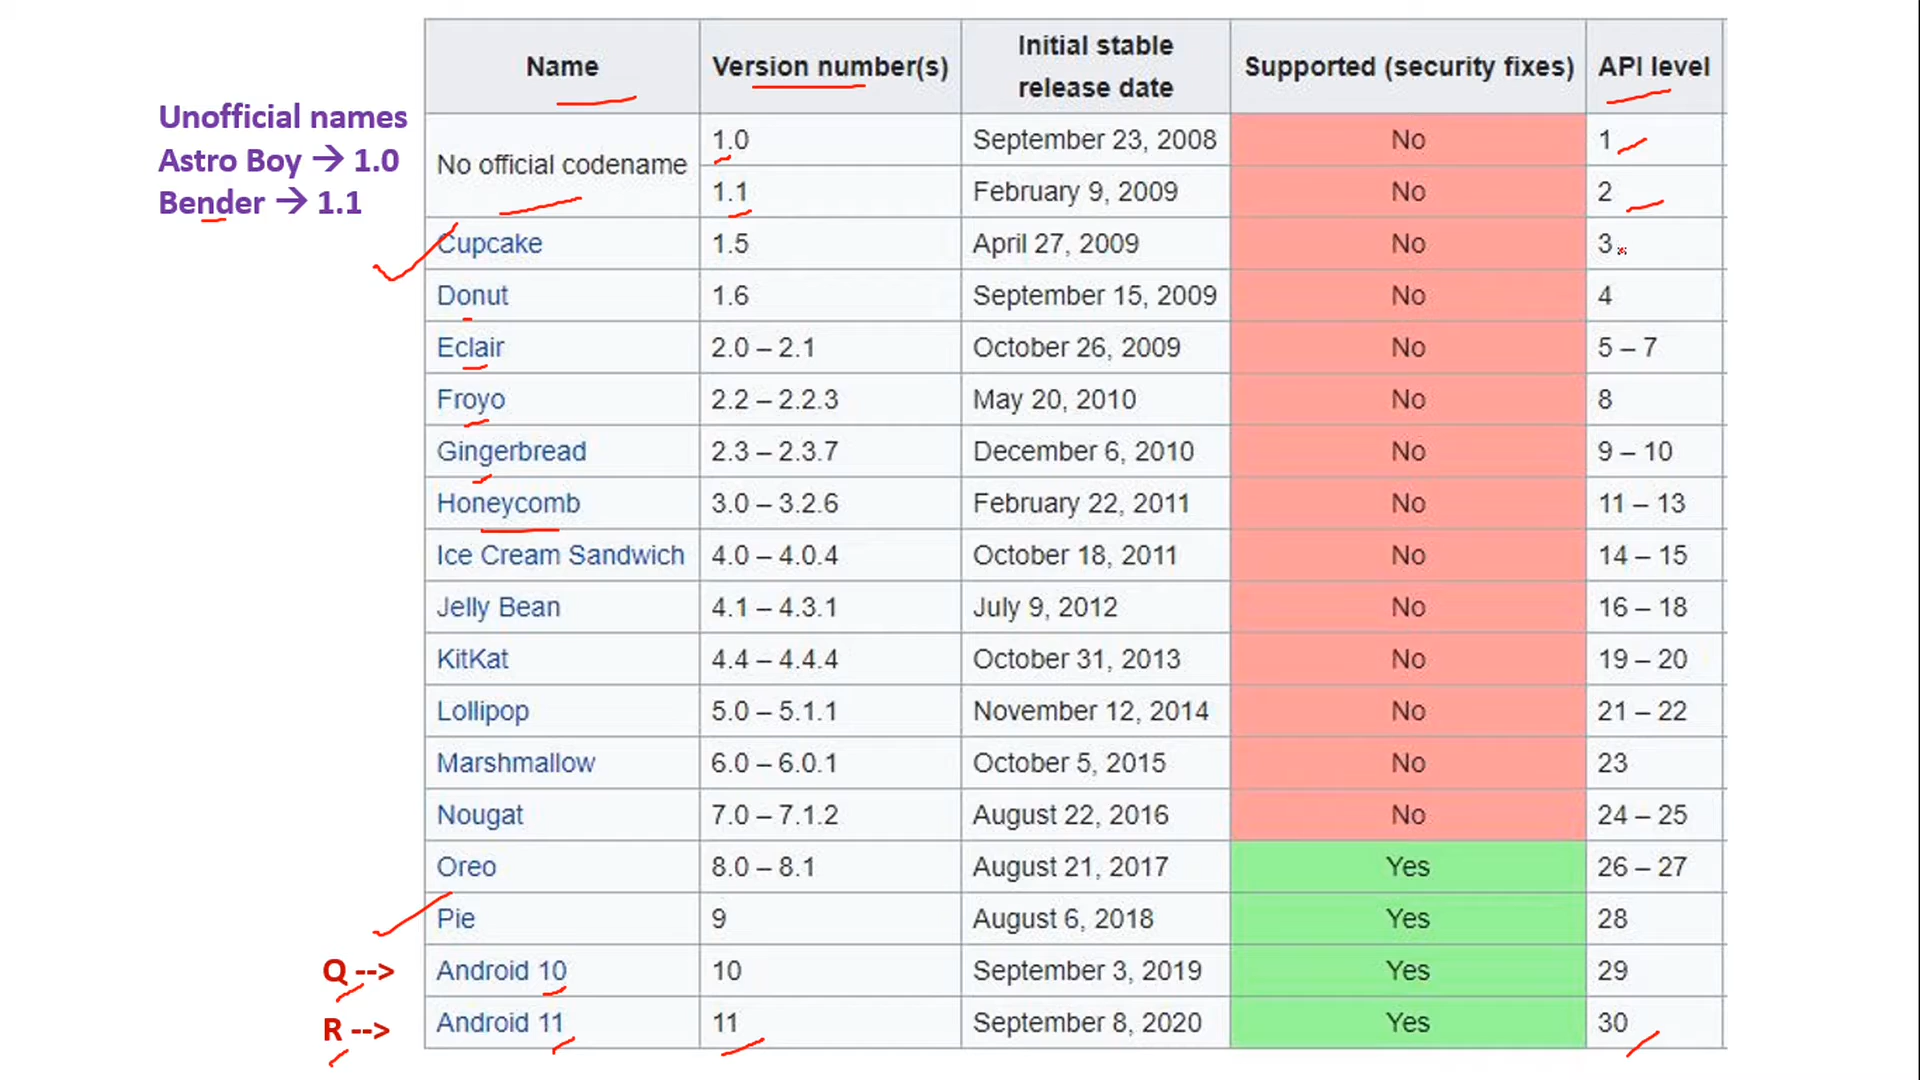 Unofficial names
Astro Boy → 1.0
Bender → 1.1
Name Version number(s) Initial stable release date Supported (security fixes) API level
No official codename 1.0 September 23, 2008 No 1
1.1 February 9, 2009 No 2
Cupcake 1.5 April 27, 2009 No 3
Donut 1.6 September 15, 2009 No 4
Eclair 2.0 – 2.1 October 26, 2009 No 5 – 7
Froyo 2.2 – 2.2.3 May 20, 2010 No 8
Gingerbread 2.3 – 2.3.7 December 6, 2010 No 9 – 10
Honeycomb 3.0 – 3.2.6 February 22, 2011 No 11 – 13
Ice Cream Sandwich 4.0 – 4.0.4 October 18, 2011 No 14 – 15
Jelly Bean 4.1 – 4.3.1 July 9, 2012 No 16 – 18
KitKat 4.4 – 4.4.4 October 31, 2013 No 19 – 20
Lollipop 5.0 – 5.1.1 November 12, 2014 No 21 – 22
Marshmallow 6.0 – 6.0.1 October 5, 2015 No 23
Nougat 7.0 – 7.1.2 August 22, 2016 No 24 – 25
Oreo 8.0 – 8.1 August 21, 2017 Yes 26 – 27
Pie 9 August 6, 2018 Yes 28
Q --> Android 10 10 September 3, 2019 Yes 29
R --> Android 11 11 September 8, 2020 Yes 30